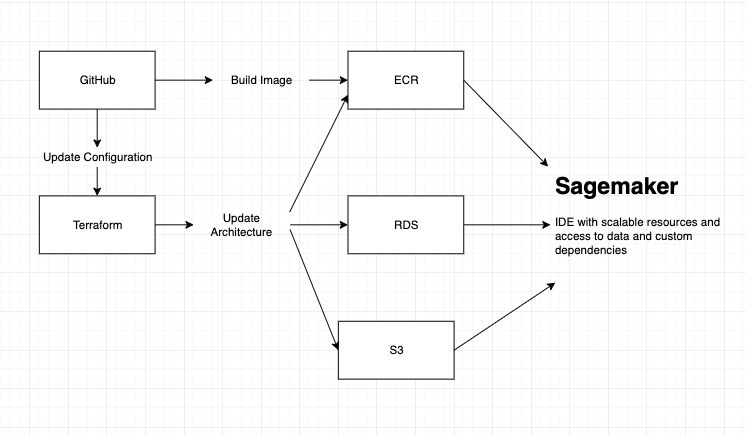 GitHub
Build Image
ECR
Update Configuration
Sagemaker
Terraform
Update
Architecture
RDS
IDE with scalable resources and
access to data and custom
dependencies
S3